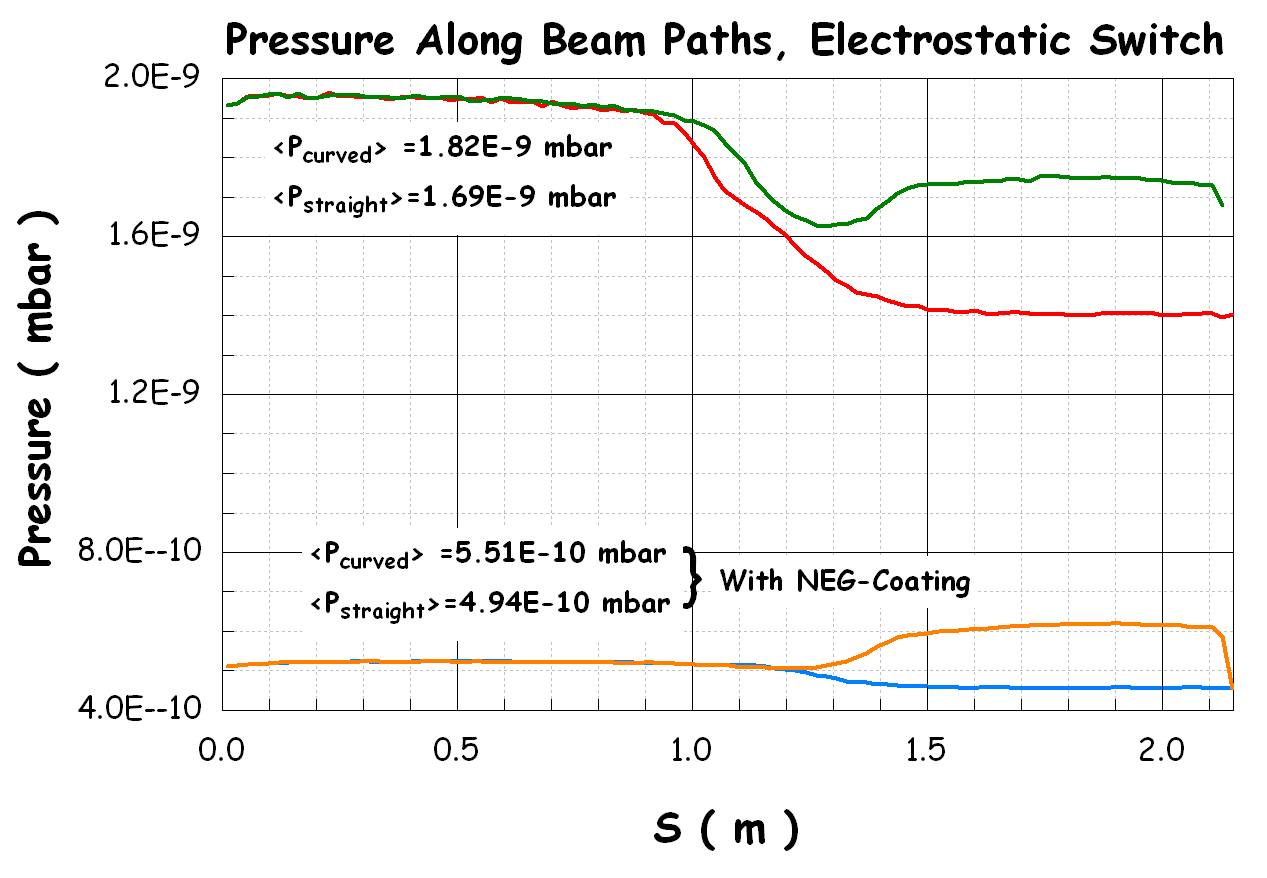 Pressure Along Beam Paths, Electrostatic Switch
2.0E-9
<Pcurved> =1.82E-9 mbar
<Pstraight>=1.69E-9 mbar
1.6E-9
Pressure ( mbar )
1.2E-9
8.0E--10
<Pcurved> =5.51E-10 mbar
With NEG-Coating
<Pstraight>=4.94E-10 mbar
4.0E--10
0.0 0.5 1.0 1.5 2.0
S ( m )